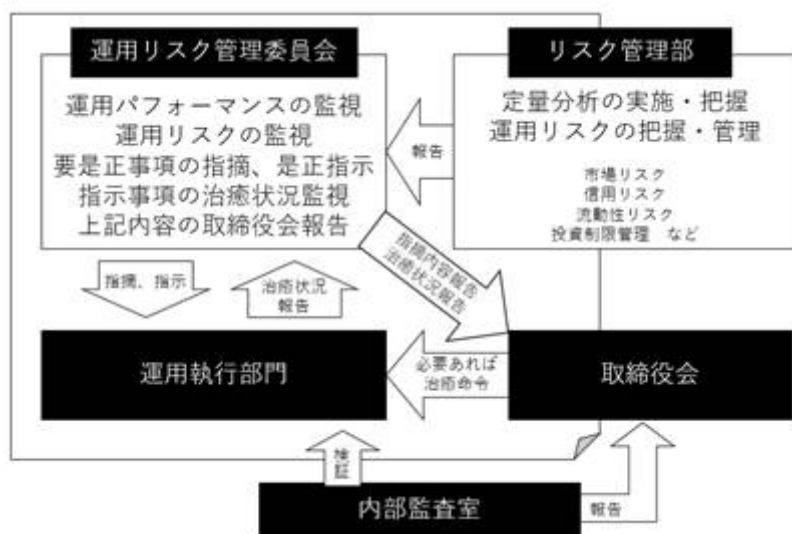 運用リスク管理委員会
運用パフォーマンスの監視
運用リスクの監視
要是正事項の指摘、是正指示
指示事項の治癒状況監視
上記内容の取締役会報告
リスク管理部
定量分析の実施・把握
運用リスクの把握・管理
市場リスク
信用リスク
流動性リスク
投資制限管理　など
報告
指摘内容報告
治癒状況報告
指摘、指示
治癒状況
報告
運用執行部門
必要あれば
治癒命令
取締役会
検証
内部監査室
報告